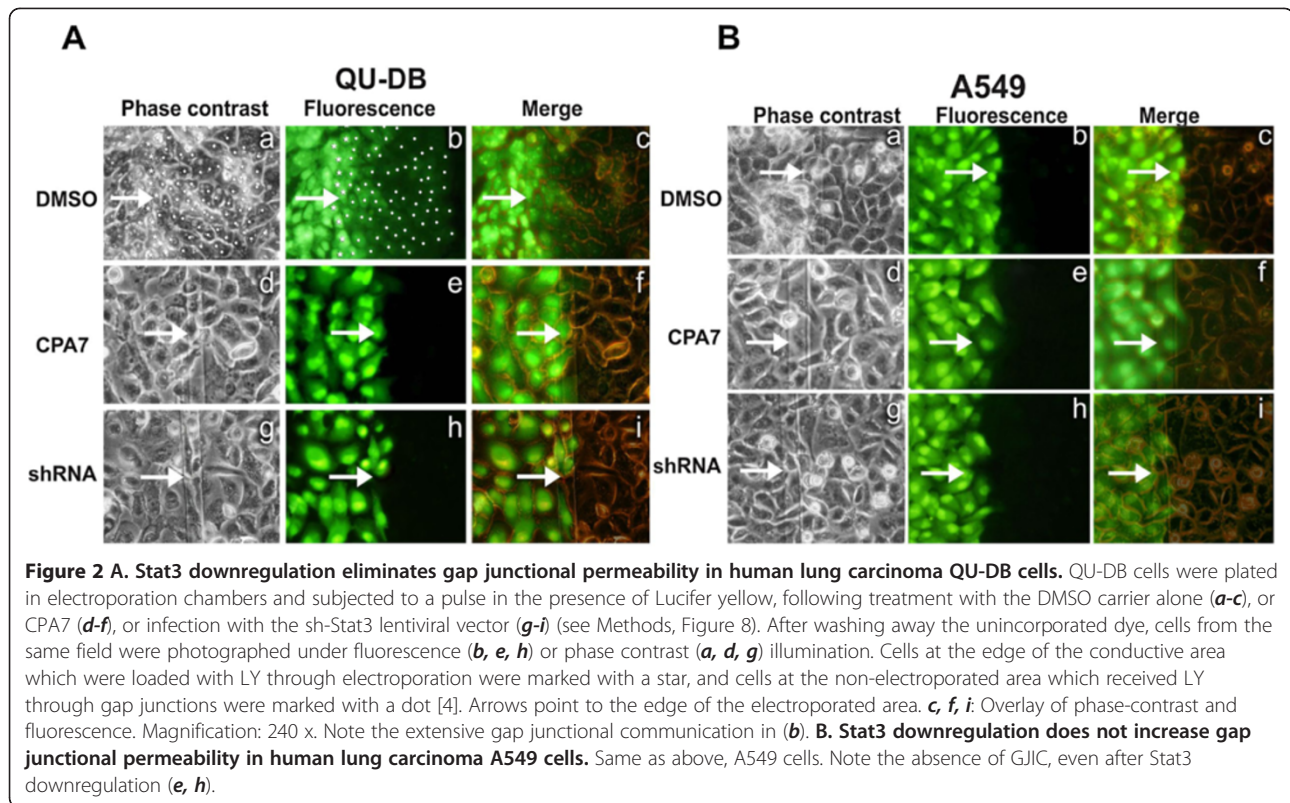 A
B
QU-DB
A549
Phase contrast Fluorescence Merge
Phase contrast Fluorescence Merge
DMSO
a b c
DMSO
a b c
CPA7
d e f
CPA7
d e f
shRNA
g h i
shRNA
g h i
Figure 2 A. Stat3 downregulation eliminates gap junctional permeability in human lung carcinoma QU-DB cells. QU-DB cells were plated
in electroporation chambers and subjected to a pulse in the presence of Lucifer yellow, following treatment with the DMSO carrier alone (a-c), or
CPA7 (d-f), or infection with the sh-Stat3 lentiviral vector (g-i) (see Methods, Figure 8). After washing away the unincorporated dye, cells from the
same field were photographed under fluorescence (b, e, h) or phase contrast (a, d, g) illumination. Cells at the edge of the conductive area
which were loaded with LY through electroporation were marked with a star, and cells at the non-electroporated area which received LY
through gap junctions were marked with a dot [4]. Arrows point to the edge of the electroporated area. c, f, i: Overlay of phase-contrast and
fluorescence. Magnification: 240 x. Note the extensive gap junctional communication in (b). B. Stat3 downregulation does not increase gap
junctional permeability in human lung carcinoma A549 cells. Same as above, A549 cells. Note the absence of GJIC, even after Stat3
downregulation (e, h).